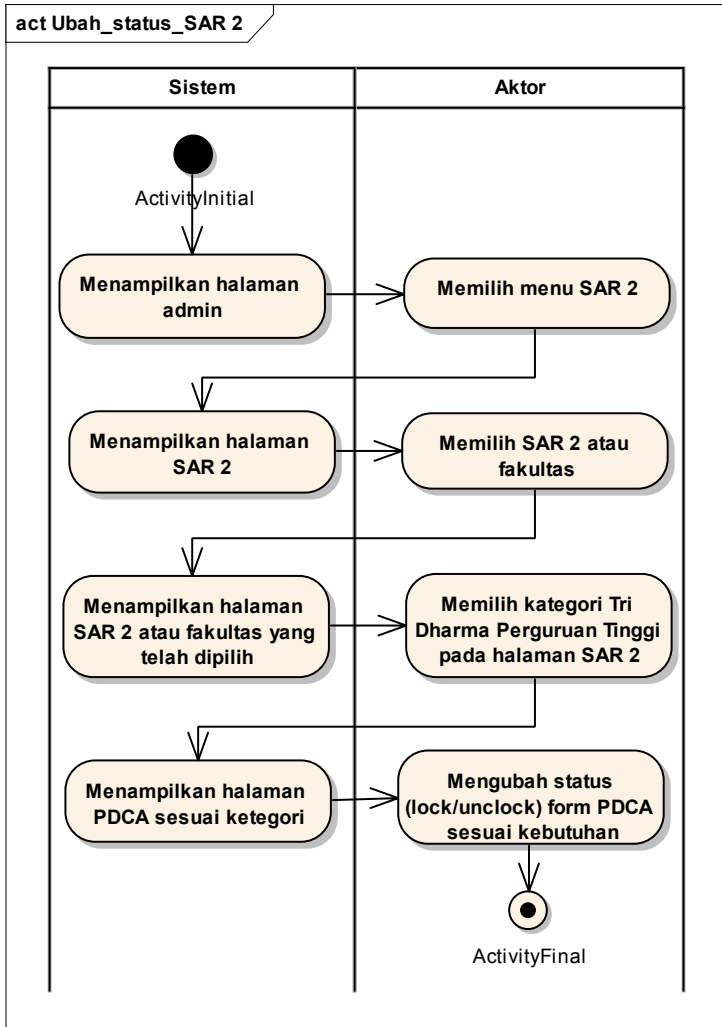 act Ubah_status_SAR 2
Sistem
Aktor
ActivityInitial
Menampilkan halaman
admin
Memilih menu SAR 2
Menampilkan halaman
SAR 2
Memilih SAR 2 atau
fakultas
Menampilkan halaman
SAR 2 atau fakultas yang
telah dipilih
Memilih kategori Tri
Dharma Perguruan Tinggi
pada halaman SAR 2
Menampilkan halaman
PDCA sesuai ketegori
Mengubah status
(lock/unclock) form PDCA
sesuai kebutuhan
ActivityFinal